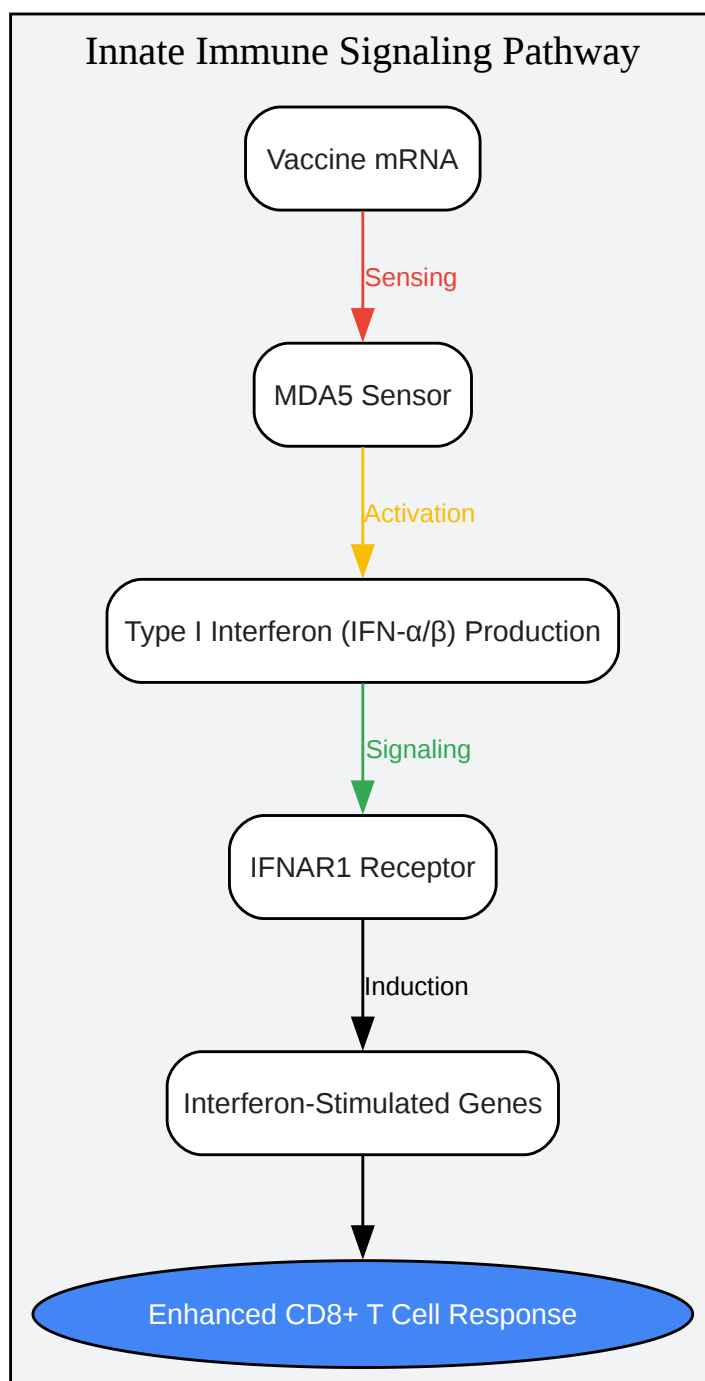 Innate Immune Signaling Pathway
Vaccine mRNA
Sensing
MDA5 Sensor
Activation
Type I Interferon (IFN-α/β) Production
Signaling
IFNAR1 Receptor
Induction
Interferon-Stimulated Genes
Enhanced CD8+ T Cell Response